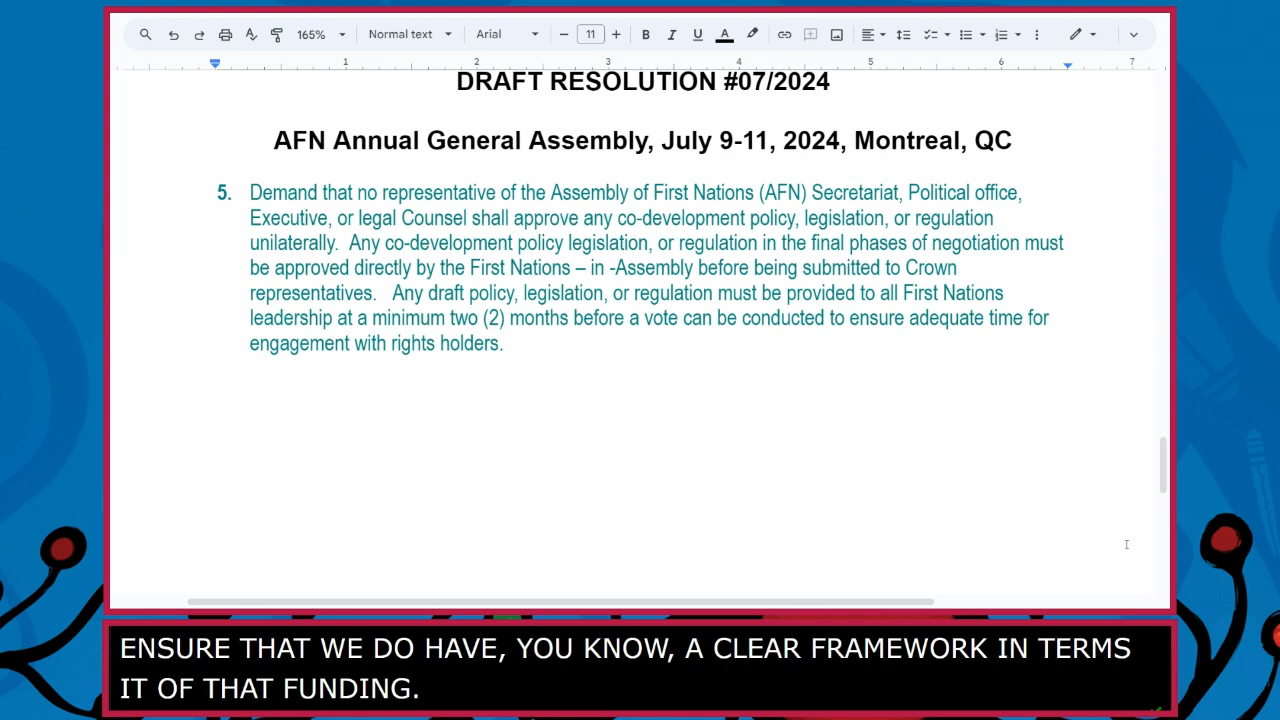 165%
Normal text
Arial
11
B
I
U
A
1
2
3
4
5
6
7
DRAFT RESOLUTION #07/2024
AFN Annual General Assembly, July 9-11, 2024, Montreal, QC
5. Demand that no representative of the Assembly of First Nations (AFN) Secretariat, Political office,
Executive, or legal Counsel shall approve any co-development policy, legislation, or regulation
unilaterally. Any co-development policy legislation, or regulation in the final phases of negotiation must
be approved directly by the First Nations – in -Assembly before being submitted to Crown
representatives. Any draft policy, legislation, or regulation must be provided to all First Nations
leadership at a minimum two (2) months before a vote can be conducted to ensure adequate time for
engagement with rights holders.
ENSURE THAT WE DO HAVE, YOU KNOW, A CLEAR FRAMEWORK IN TERMS
IT OF THAT FUNDING.